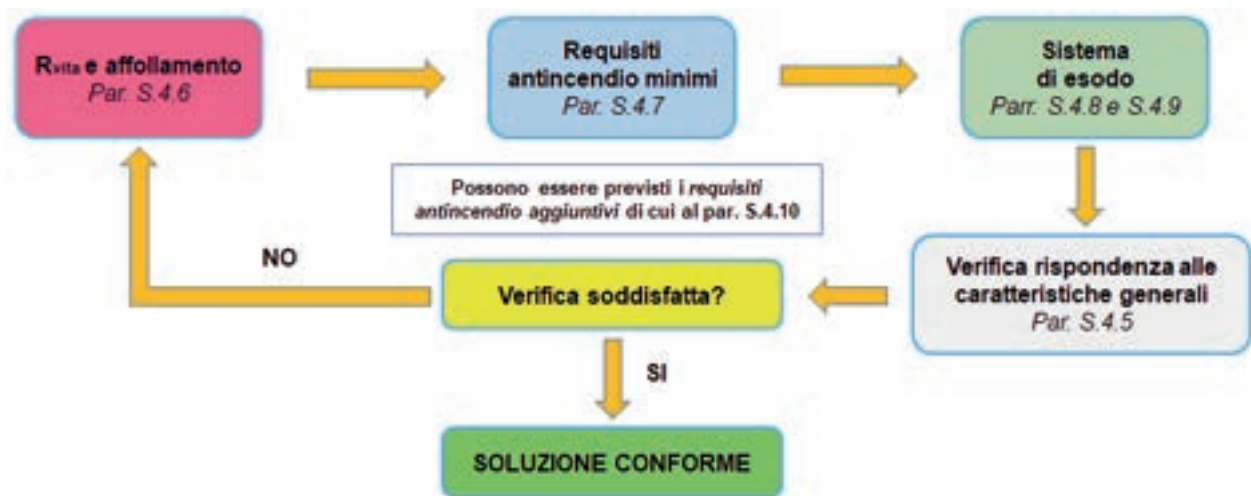 Rvita e affollamento
Par. S.4.6
Requisiti
antincendio minimi
Par. S.4.7
Sistema
di esodo
Parr. S.4.8 e S.4.9
Possono essere previsti i requisiti
antincendio aggiuntivi di cui al par. S.4.10
NO
Verifica soddisfatta?
Verifica rispondenza alle
caratteristiche generali
Par. S.4.5
SI
SOLUZIONE CONFORME